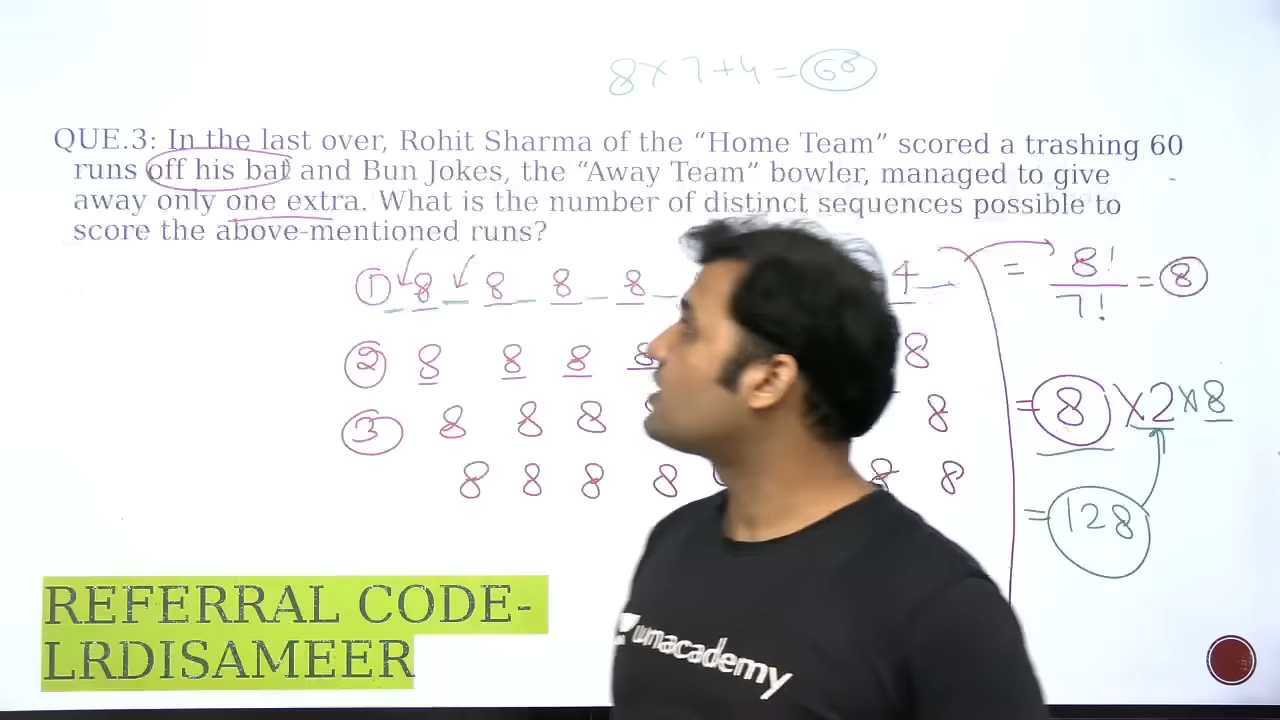 8 × 7 + 4 = 60
QUE.3: In the last over, Rohit Sharma of the “Home Team” scored a trashing 60
runs off his bat and Bun Jokes, the “Away Team” bowler, managed to give
away only one extra. What is the number of distinct sequences possible to
score the above-mentioned runs?
1 8 8 8 8 4 = 8! / 7! = 8
2 8 8 8 8 8
3 8 8 8 8 = 8 × 2 × 8
8 8 8 8 8 8
= 128
REFERRAL CODE-
LRDISAMEER
unacademy